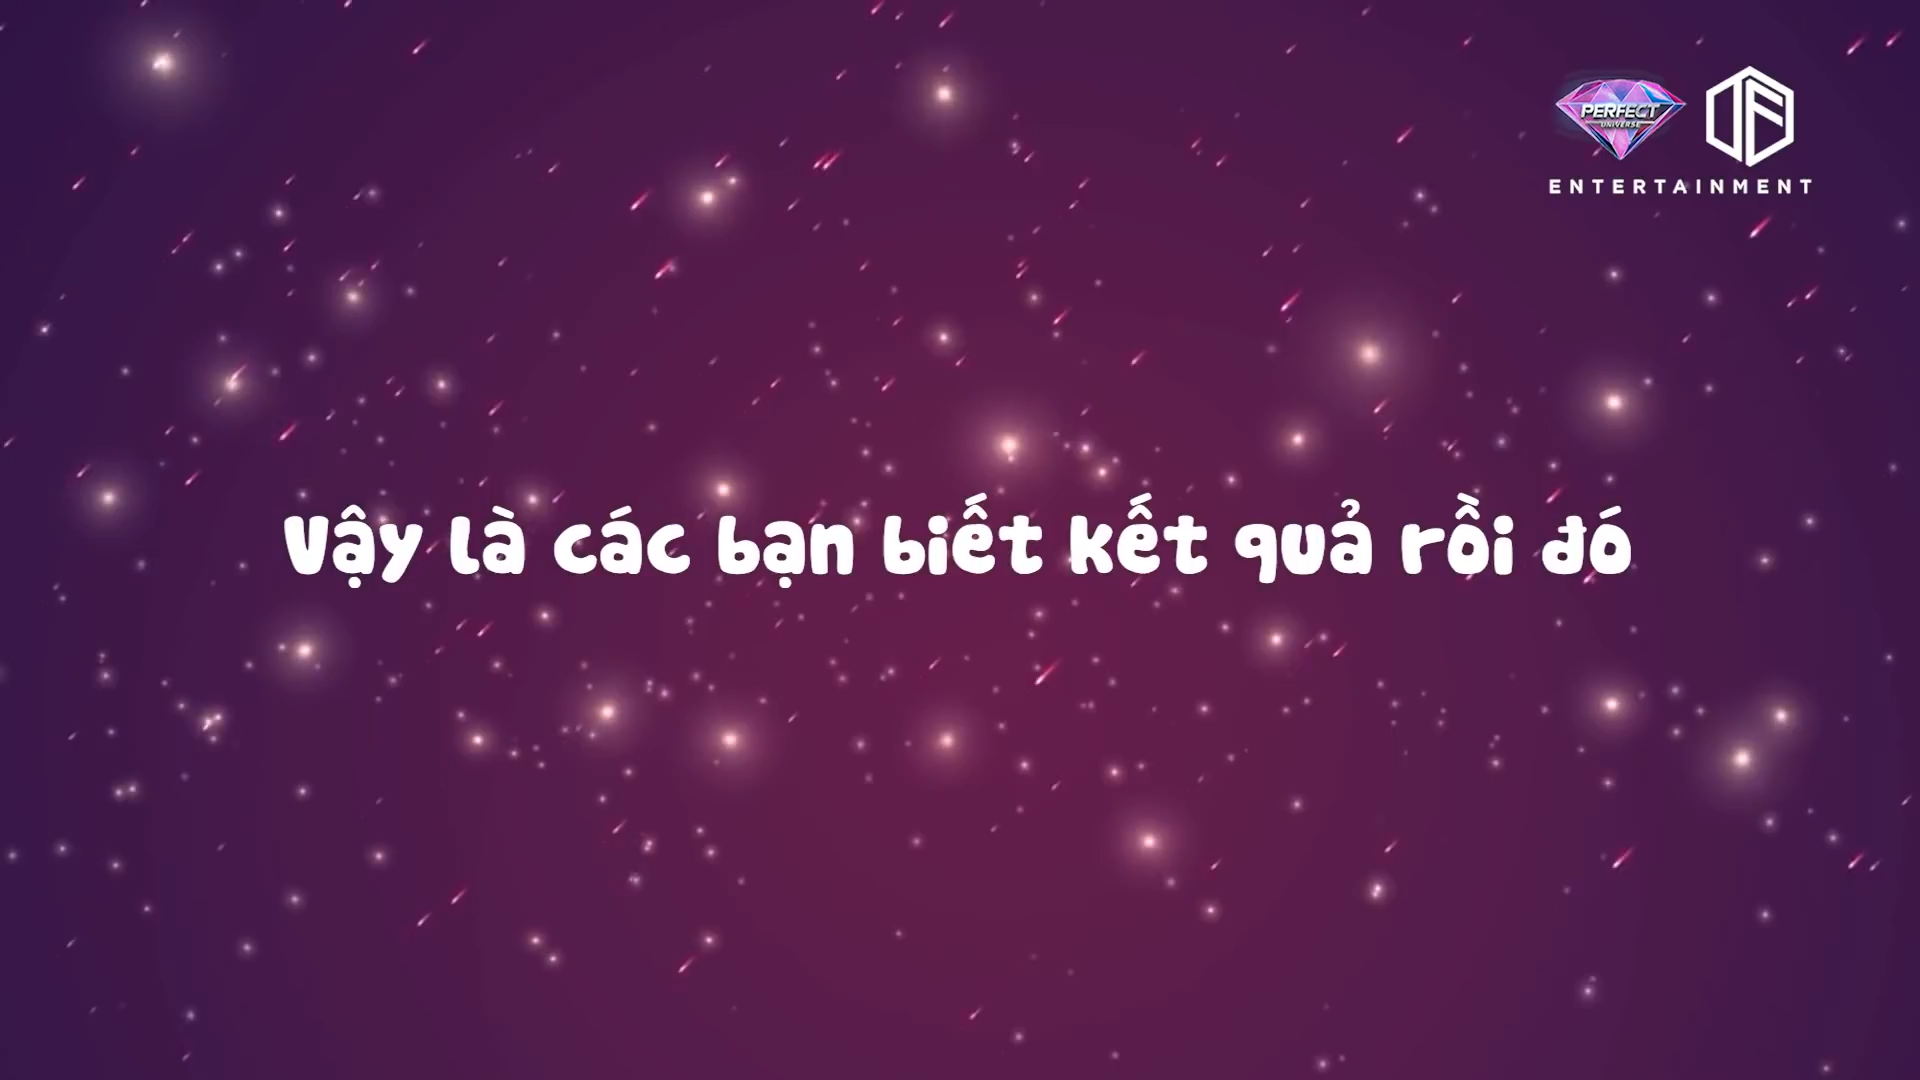 PERFECT
UNIVERSE
ENTERTAINMENT
Vậy là các bạn biết kết quả rồi đó